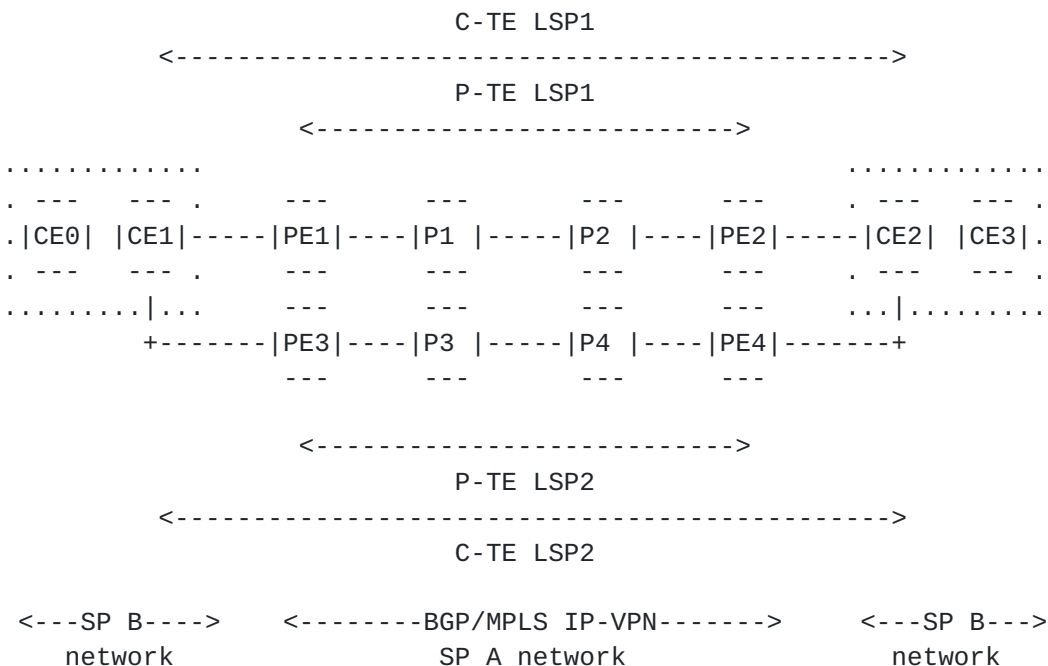 C-TE LSP1
          <---------------------------------------------->
                             P-TE LSP1
                   <--------------------------->
.............                                         .............
. ---   --- .     ---      ---       ---      ---     . ---   --- .
.|CE0| |CE1|-----|PE1|----|P1 |-----|P2 |----|PE2|-----|CE2| |CE3|.
. ---   --- .     ---      ---       ---      ---     . ---   --- .
.........|...     ---      ---       ---      ---     ...|.........
         +-------|PE3|----|P3 |-----|P4 |----|PE4|-------+
                  ---      ---       ---      ---

                   <--------------------------->
                             P-TE LSP2
          <---------------------------------------------->
                             C-TE LSP2

 <---SP B---->    <--------BGP/MPLS IP-VPN------->     <---SP B--->
    network                 SP A network                 network